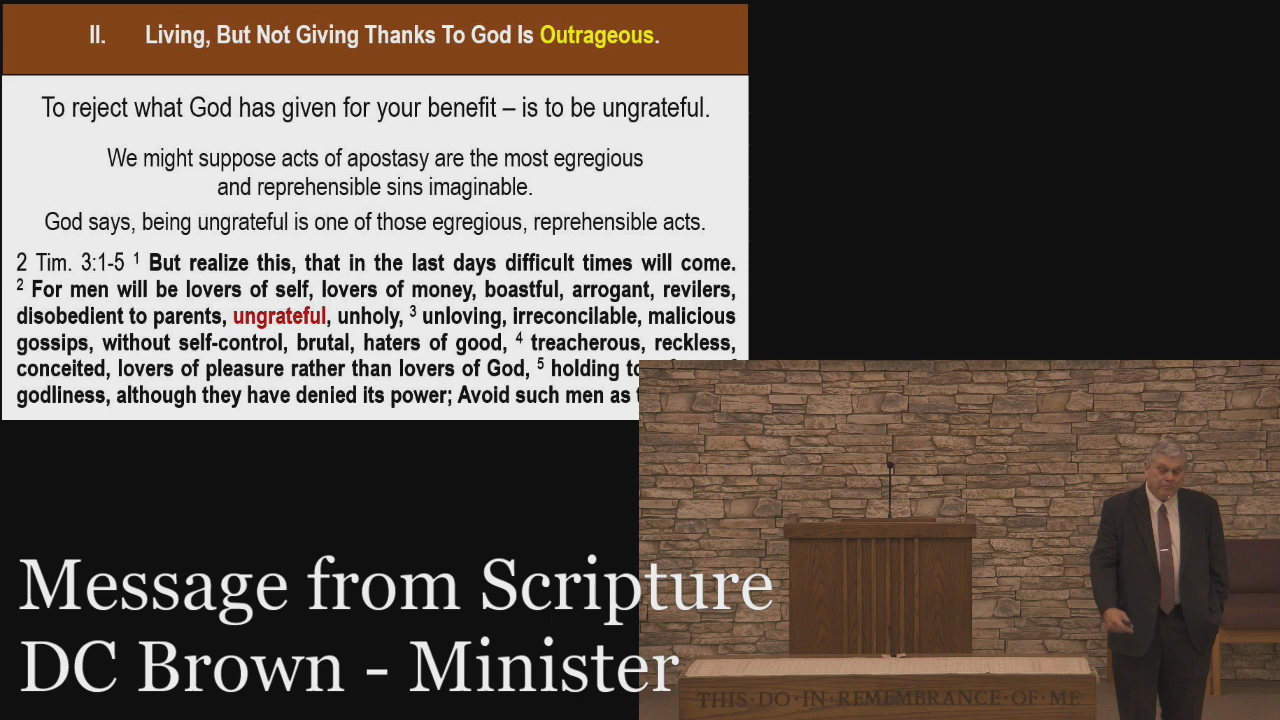 II. Living, But Not Giving Thanks To God Is Outrageous.
To reject what God has given for your benefit – is to be ungrateful.
We might suppose acts of apostasy are the most egregious
and reprehensible sins imaginable.
God says, being ungrateful is one of those egregious, reprehensible acts.
2 Tim. 3:1-5 ¹ But realize this, that in the last days difficult times will come.
² For men will be lovers of self, lovers of money, boastful, arrogant, revilers,
disobedient to parents, ungrateful, unholy, ³ unloving, irreconcilable, malicious
gossips, without self-control, brutal, haters of good, ⁴ treacherous, reckless,
conceited, lovers of pleasure rather than lovers of God, ⁵ holding to
godliness, although they have denied its power; Avoid such men as
Message from Scripture
DC Brown - Minister
THIS·DO·IN·REMEMBRANCE·OF·ME